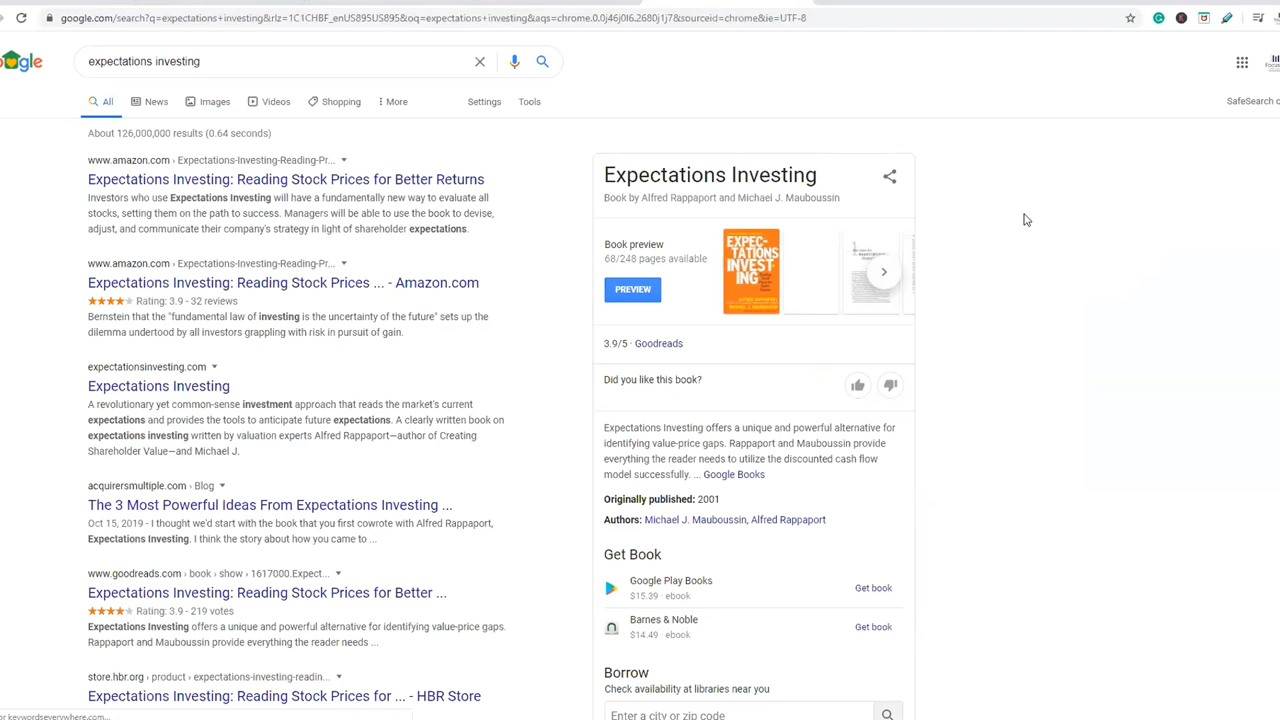 google.com/search?q=expectations+investing&rlz=1C1CHBF_enUS895US895&oq=expectations+investing&aqs=chrome.0.0j46j0l6.2680j1j7&sourceid=chrome&ie=UTF-8
expectations investing
All
News
Images
Videos
Shopping
More
Settings
Tools
SafeSearch
About 126,000,000 results (0.64 seconds)
www.amazon.com › Expectations-Investing-Reading-Pr...
Expectations Investing: Reading Stock Prices for Better Returns
Investors who use Expectations Investing will have a fundamentally new way to evaluate all
stocks, setting them on the path to success. Managers will be able to use the book to devise,
adjust, and communicate their company's strategy in light of shareholder expectations.
www.amazon.com › Expectations-Investing-Reading-Pr...
Expectations Investing: Reading Stock Prices ... - Amazon.com
Rating: 3.9 - 32 reviews
Bernstein that the "fundamental law of investing is the uncertainty of the future" sets up the
dilemma undertood by all investors grappling with risk in pursuit of gain.
expectationsinvesting.com
Expectations Investing
A revolutionary yet common-sense investment approach that reads the market's current
expectations and provides the tools to anticipate future expectations. A clearly written book on
expectations investing written by valuation experts Alfred Rappaport—author of Creating
Shareholder Value—and Michael J.
acquirersmultiple.com › Blog
The 3 Most Powerful Ideas From Expectations Investing ...
Oct 15, 2019 - I thought we'd start with the book that you first cowrote with Alfred Rappaport,
Expectations Investing. I think the story about how you came to ...
www.goodreads.com › book › show › 1617000.Expect...
Expectations Investing: Reading Stock Prices for Better ...
Rating: 3.9 - 219 votes
Expectations Investing offers a unique and powerful alternative for identifying value-price gaps.
Rappaport and Mauboussin provide everything the reader needs ...
store.hbr.org › product › expectations-investing-readin...
Expectations Investing: Reading Stock Prices for ... - HBR Store
Expectations Investing
Book by Alfred Rappaport and Michael J. Mauboussin
Book preview
68/248 pages available
PREVIEW
EXPEC-
TATIONS
INVEST
ING
3.9/5 · Goodreads
Did you like this book?
Expectations Investing offers a unique and powerful alternative for
identifying value-price gaps. Rappaport and Mauboussin provide
everything the reader needs to utilize the discounted cash flow
model successfully. ... Google Books
Originally published: 2001
Authors: Michael J. Mauboussin, Alfred Rappaport
Get Book
Google Play Books
$15.39 · ebook
Get book
Barnes & Noble
$14.49 · ebook
Get book
Borrow
Check availability at libraries near you
Enter a city or zip code